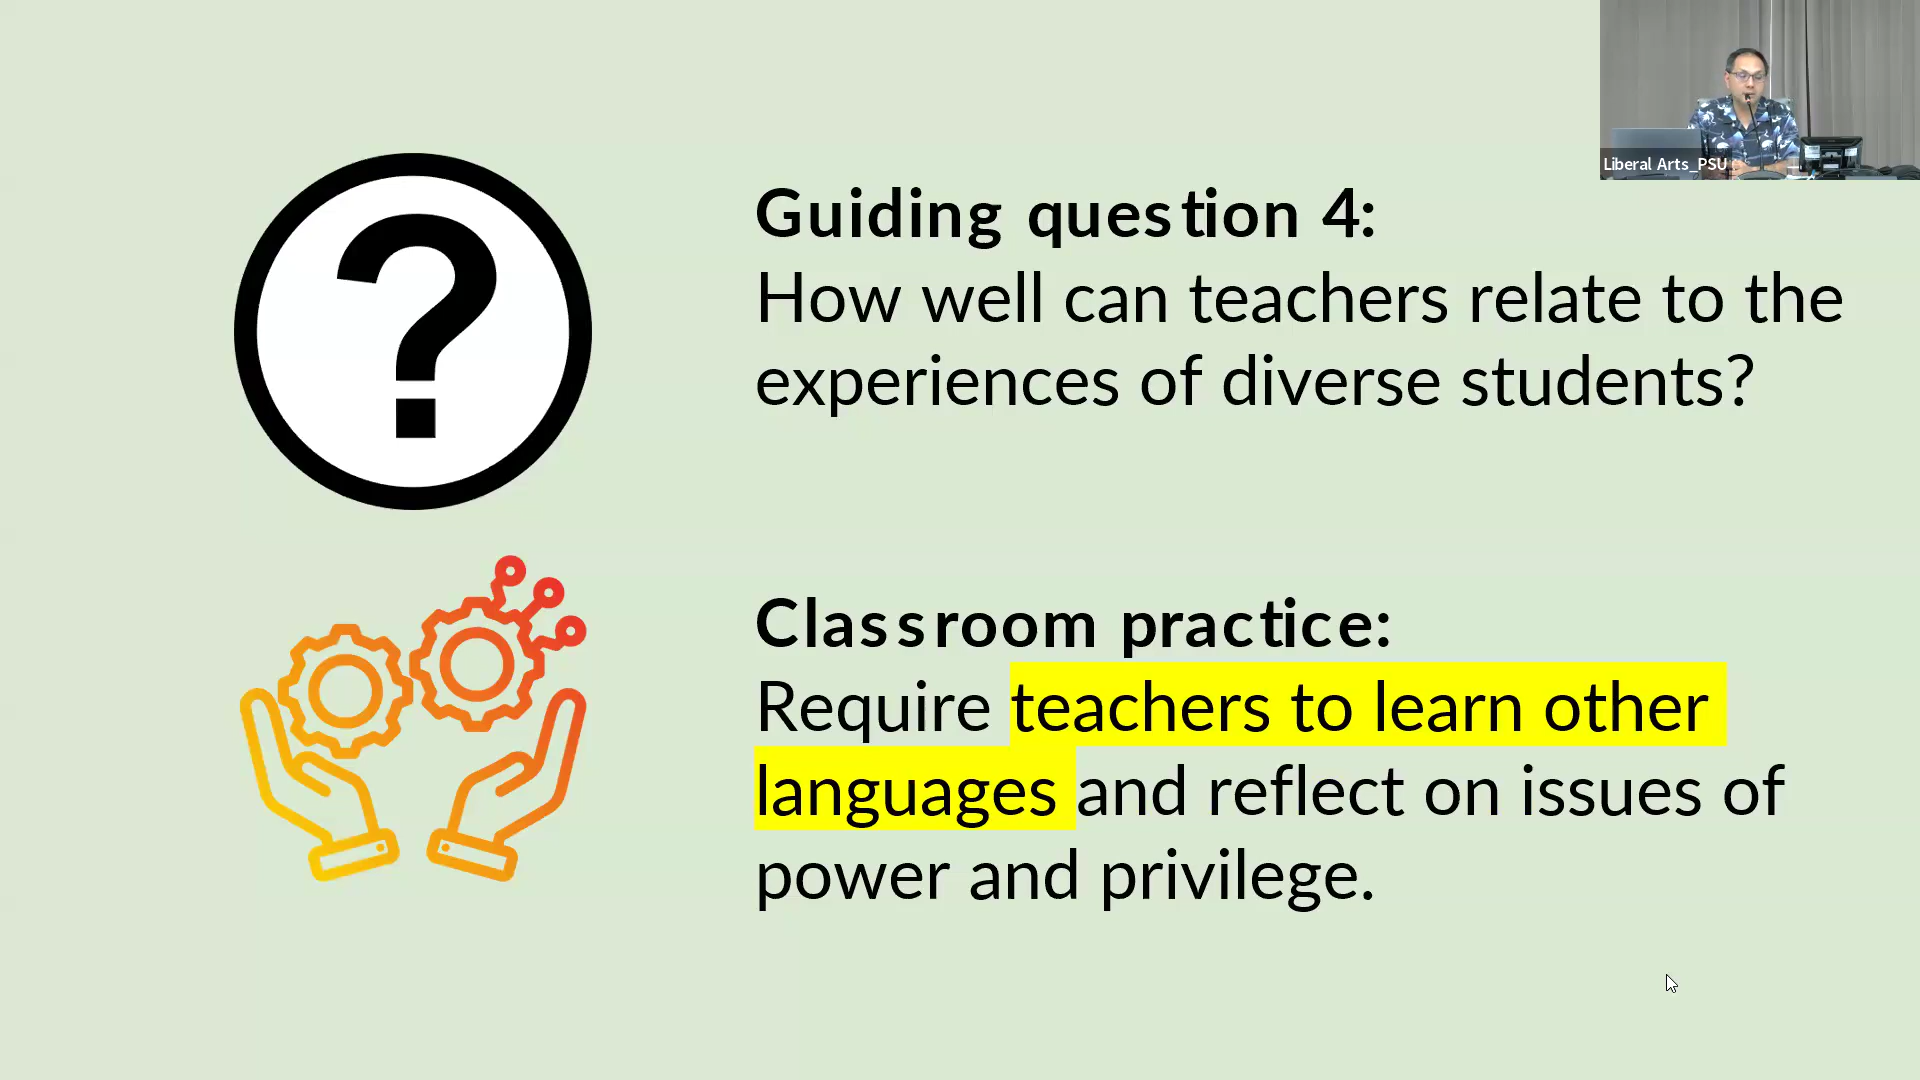 Liberal Arts_PSU
Guiding question 4:
How well can teachers relate to the
experiences of diverse students?
Classroom practice:
Require teachers to learn other
languages and reflect on issues of
power and privilege.